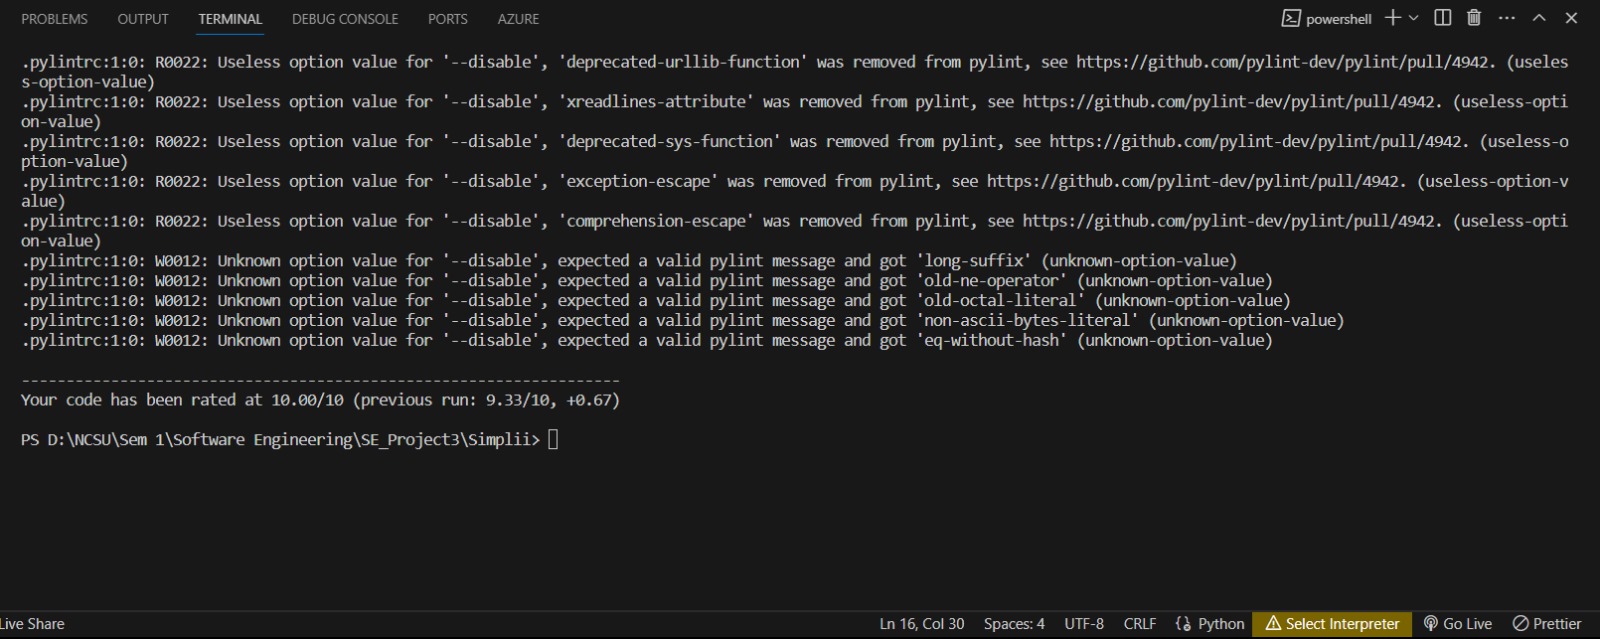 PROBLEMS OUTPUT TERMINAL DEBUG CONSOLE PORTS AZURE powershell
.pylintrc:1:0: R0022: Useless option value for '--disable', 'deprecated-urllib-function' was removed from pylint, see https://github.com/pylint-dev/pylint/pull/4942. (useles
s-option-value)
.pylintrc:1:0: R0022: Useless option value for '--disable', 'xreadlines-attribute' was removed from pylint, see https://github.com/pylint-dev/pylint/pull/4942. (useless-opti
on-value)
.pylintrc:1:0: R0022: Useless option value for '--disable', 'deprecated-sys-function' was removed from pylint, see https://github.com/pylint-dev/pylint/pull/4942. (useless-o
ption-value)
.pylintrc:1:0: R0022: Useless option value for '--disable', 'exception-escape' was removed from pylint, see https://github.com/pylint-dev/pylint/pull/4942. (useless-option-v
alue)
.pylintrc:1:0: R0022: Useless option value for '--disable', 'comprehension-escape' was removed from pylint, see https://github.com/pylint-dev/pylint/pull/4942. (useless-opti
on-value)
.pylintrc:1:0: W0012: Unknown option value for '--disable', expected a valid pylint message and got 'long-suffix' (unknown-option-value)
.pylintrc:1:0: W0012: Unknown option value for '--disable', expected a valid pylint message and got 'old-ne-operator' (unknown-option-value)
.pylintrc:1:0: W0012: Unknown option value for '--disable', expected a valid pylint message and got 'old-octal-literal' (unknown-option-value)
.pylintrc:1:0: W0012: Unknown option value for '--disable', expected a valid pylint message and got 'non-ascii-bytes-literal' (unknown-option-value)
.pylintrc:1:0: W0012: Unknown option value for '--disable', expected a valid pylint message and got 'eq-without-hash' (unknown-option-value)
-------------------------------------------------------------------
Your code has been rated at 10.00/10 (previous run: 9.33/10, +0.67)
PS D:\NCSU\Sem 1\Software Engineering\SE_Project3\Simplii>
Live Share Ln 16, Col 30 Spaces: 4 UTF-8 CRLF Python Select Interpreter Go Live Prettier